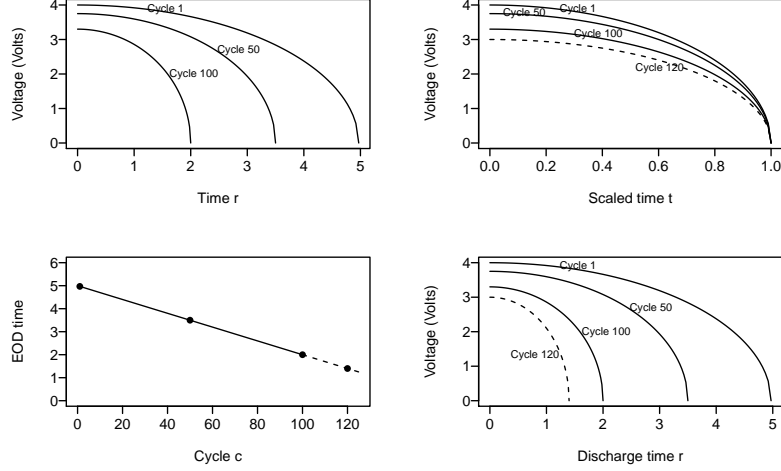 Voltage (Volts)
4
3
2
1
0
Cycle 1
Cycle 50
Cycle 100
0 1 2 3 4 5
Time r
Voltage (Volts)
4
3
2
1
0
Cycle 1
Cycle 50
Cycle 100
Cycle 120
0.0 0.2 0.4 0.6 0.8 1.0
Scaled time t
EOD time
6
5
4
3
2
1
0
0 20 40 60 80 100 120
Cycle c
Voltage (Volts)
4
3
2
1
0
Cycle 1
Cycle 50
Cycle 100
Cycle 120
0 1 2 3 4 5
Discharge time r